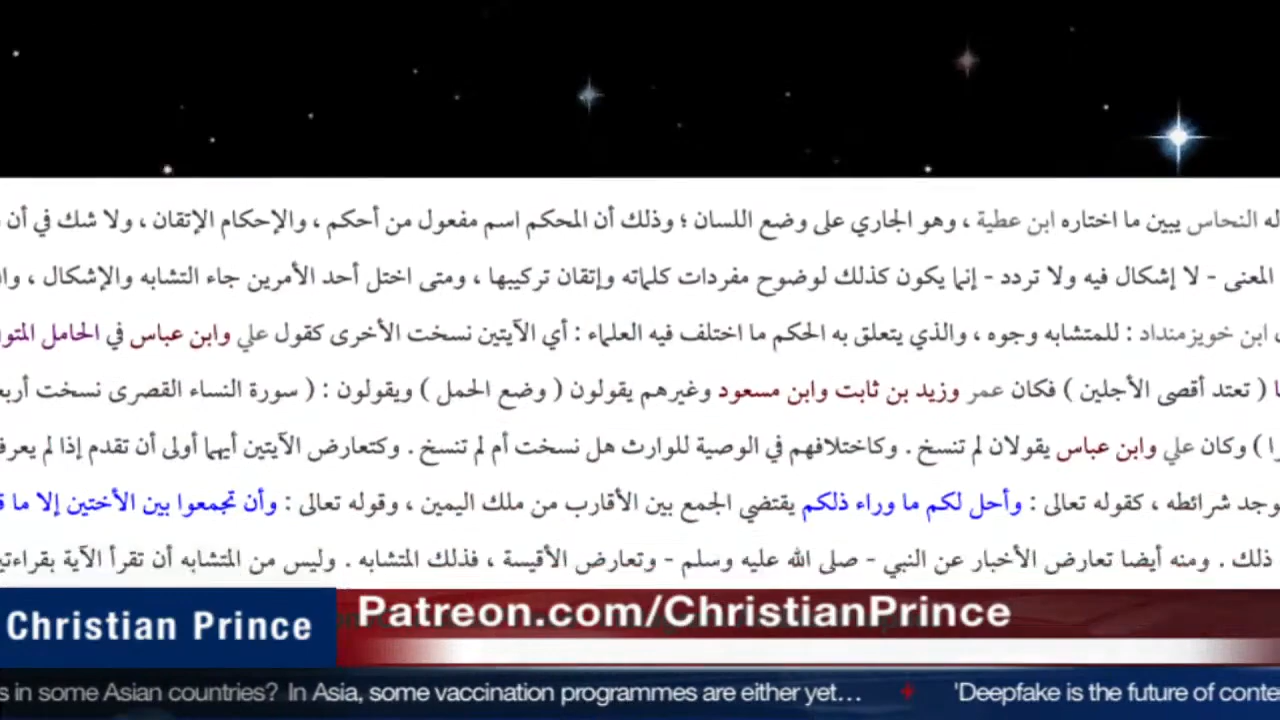 له النحاس يبين ما اختاره ابن عطية ، وهو الجاري على وضع اللسان ؛ وذلك أن المحكم اسم مفعول من أحكم ، والإحكام الإتقان ، ولا شك في أن
المعنى - لا إشكال فيه ولا تردد - إنما يكون كذلك لوضوح مفردات كلماته وإتقان تركيبها ، ومتى اختل أحد الأمرين جاء التشابه والإشكال ،
ابن خويزمنداد : للمتشابه وجوه ، والذي يتعلق به الحكم ما اختلف فيه العلماء : أي الآيتين نسخت الأخرى كقول علي وابن عباس في الحامل
( تعتد أقصى الأجلين ) فكان عمر وزيد بن ثابت وابن مسعود وغيرهم يقولون ( وضع الحمل ) ويقولون : ( سورة النساء القصرى نسخت
) وكان علي وابن عباس يقولان لم تنسخ . وكاختلافهم في الوصية للوارث هل نسخت أم لم تنسخ . وكتعارض الآيتين أيهما أولى أن تقدم إذا لم
شرائطه ، كقوله تعالى : وأحل لكم ما وراء ذلكم يقتضي الجمع بين الأقارب من ملك اليمين ، وقوله تعالى : وأن تجمعوا بين الأختين إلا ما
ذلك . ومنه أيضا تعارض الأخبار عن النبي - صلى الله عليه وسلم - وتعارض الأقيسة ، فذلك المتشابه . وليس من المتشابه أن تقرأ الآية
Patreon.com/ChristianPrince
Christian Prince
s in some Asian countries? In Asia, some vaccination programmes are either yet… 'Deepfake is the future of conte